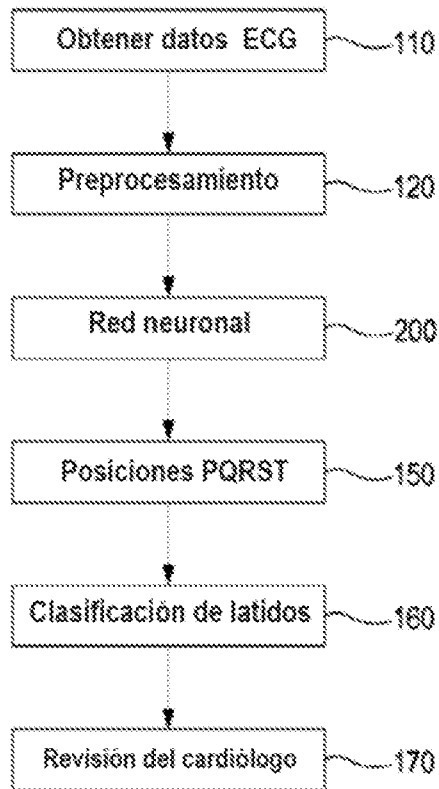 Obtener datos ECG 110
Preprocesamiento 120
Red neuronal 200
Posiciones PQRST 150
Clasificación de latidos 160
Revisión del cardiólogo 170